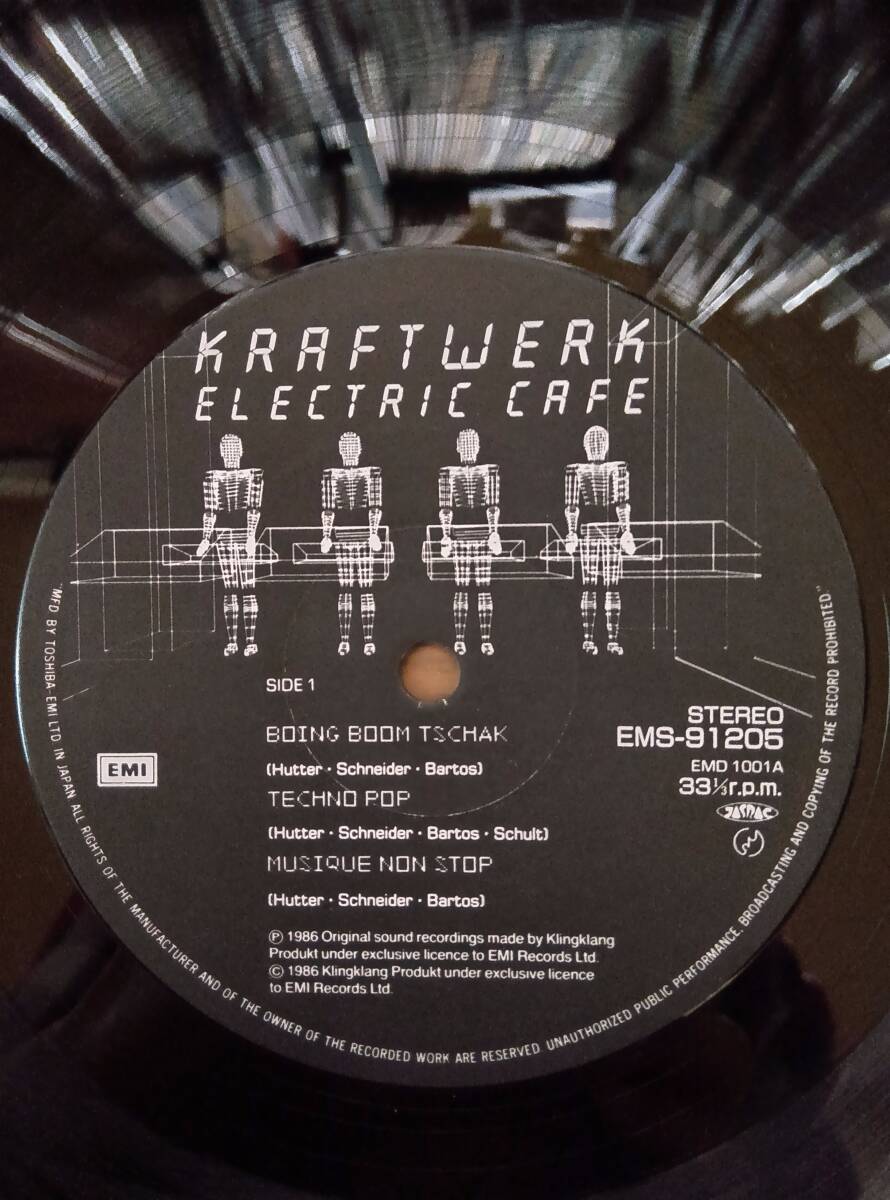 KRAFTWERK
ELECTRIC CAFE
SIDE 1
BOING BOOM TSCHAK
(Hutter · Schneider · Bartos)
TECHNO POP
(Hutter · Schneider · Bartos · Schult)
MUSIQUE NON STOP
(Hutter · Schneider · Bartos)
EMI
STEREO
EMS-91205
EMD 1001A
33⅓r.p.m.
JASRAC
Ⓟ 1986 Original sound recordings made by Klingklang
Produkt under exclusive licence to EMI Records Ltd.
© 1986 Klingklang Produkt under exclusive licence
to EMI Records Ltd.
"MFD. BY TOSHIBA-EMI LTD. IN JAPAN ALL RIGHTS OF THE MANUFACTURER AND OF THE OWNER OF THE RECORDED WORK ARE RESERVED. UNAUTHORIZED PUBLIC PERFORMANCE, BROADCASTING AND COPYING OF THE RECORD PROHIBITED."